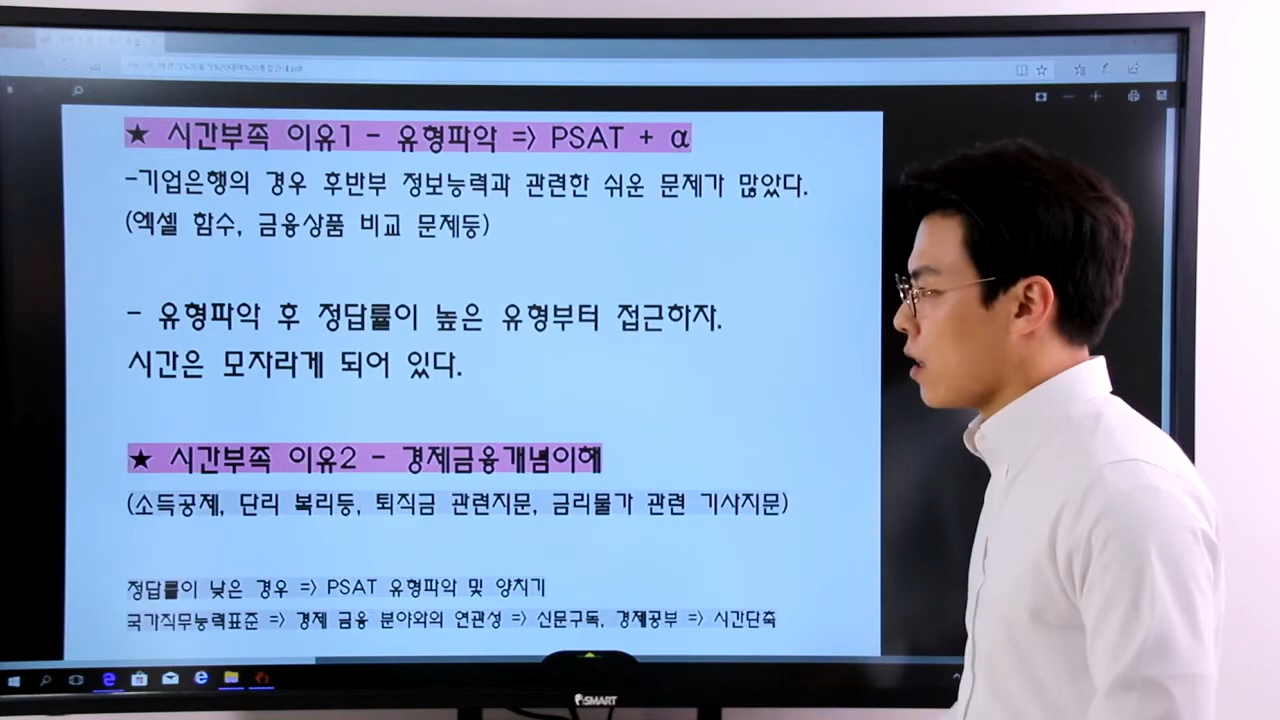 ★ 시간부족 이유1 - 유형파악 => PSAT + α
-기업은행의 경우 후반부 정보능력과 관련한 쉬운 문제가 많았다.
(엑셀 함수, 금융상품 비교 문제등)
- 유형파악 후 정답률이 높은 유형부터 접근하자.
시간은 모자라게 되어 있다.
★ 시간부족 이유2 - 경제금융개념이해
(소득공제, 단리 복리등, 퇴직금 관련지문, 금리물가 관련 기사지문)
정답률이 낮은 경우 => PSAT 유형파악 및 양치기
국가직무능력표준 => 경제 금융 분야와의 연관성 => 신문구독, 경제공부 => 시간단축
SMART